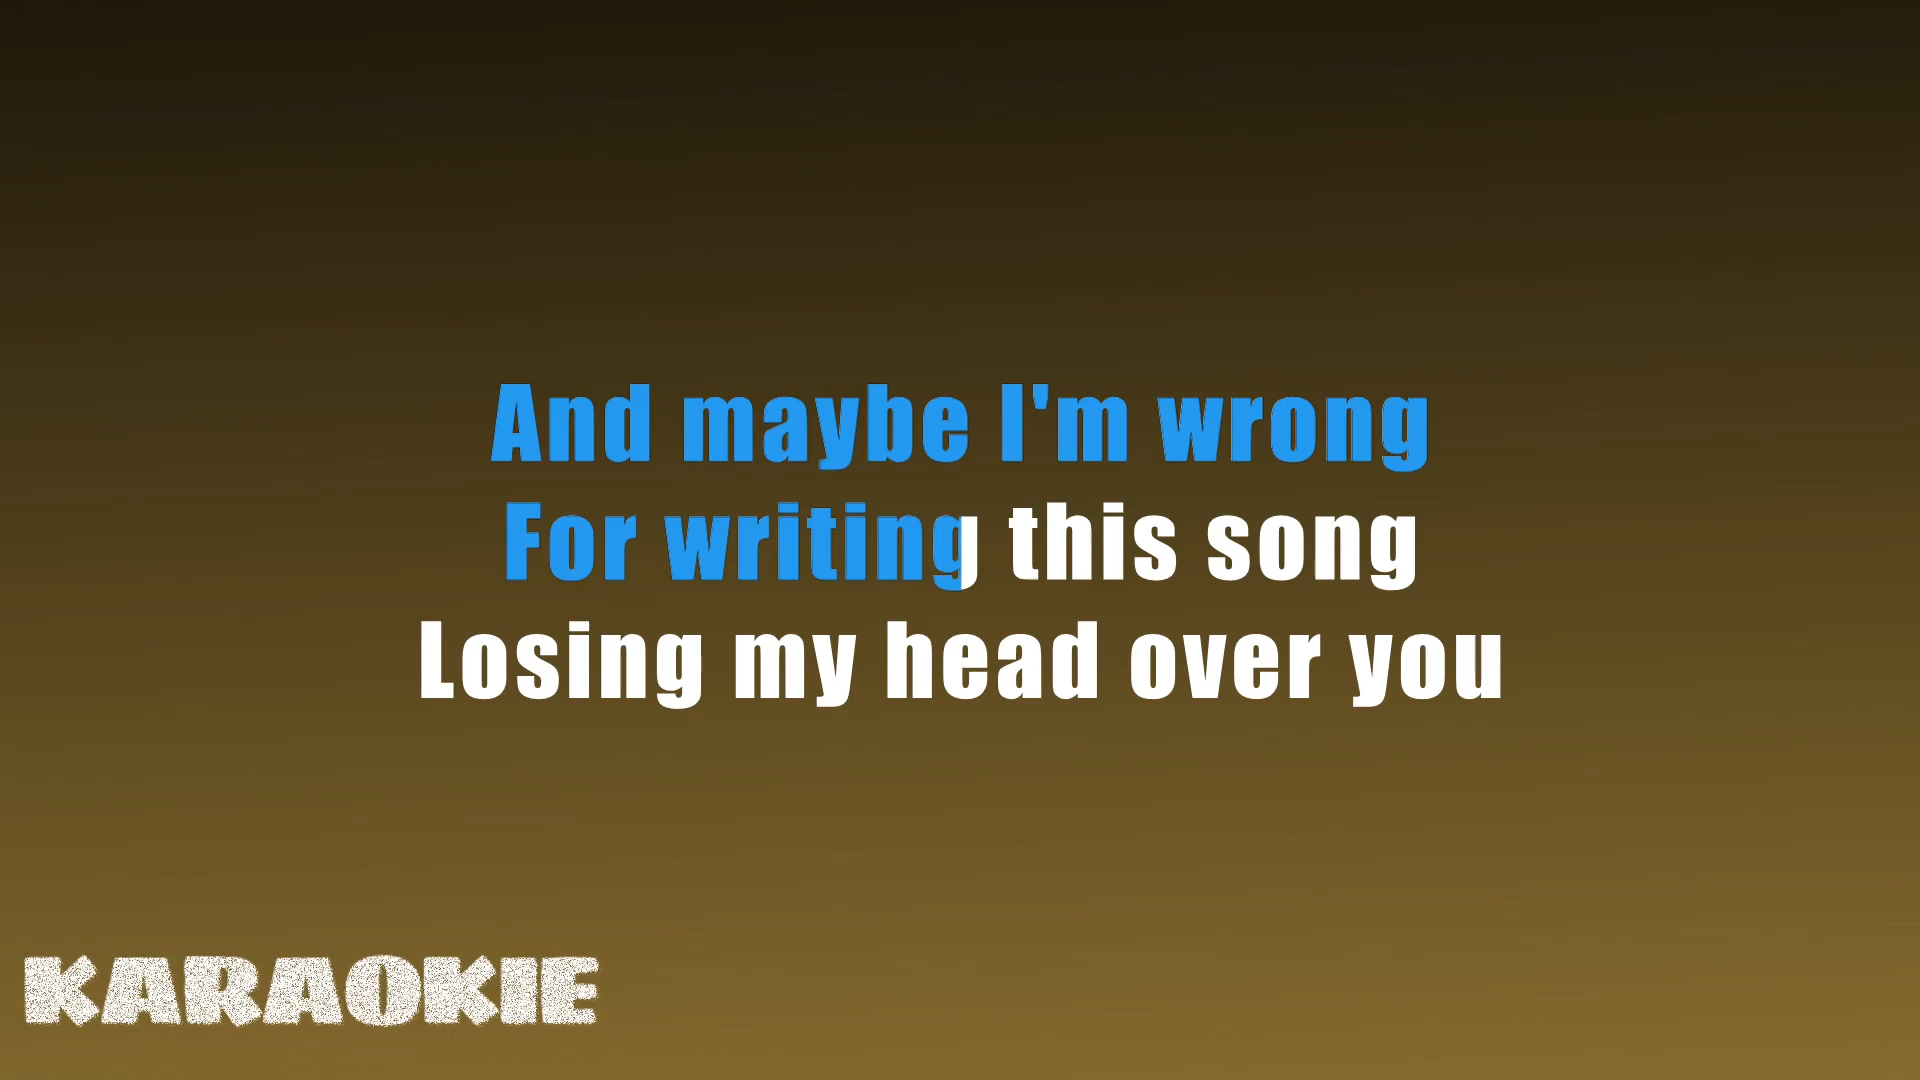 And maybe I'm wrong
For writing this song
Losing my head over you
KARAOKIE